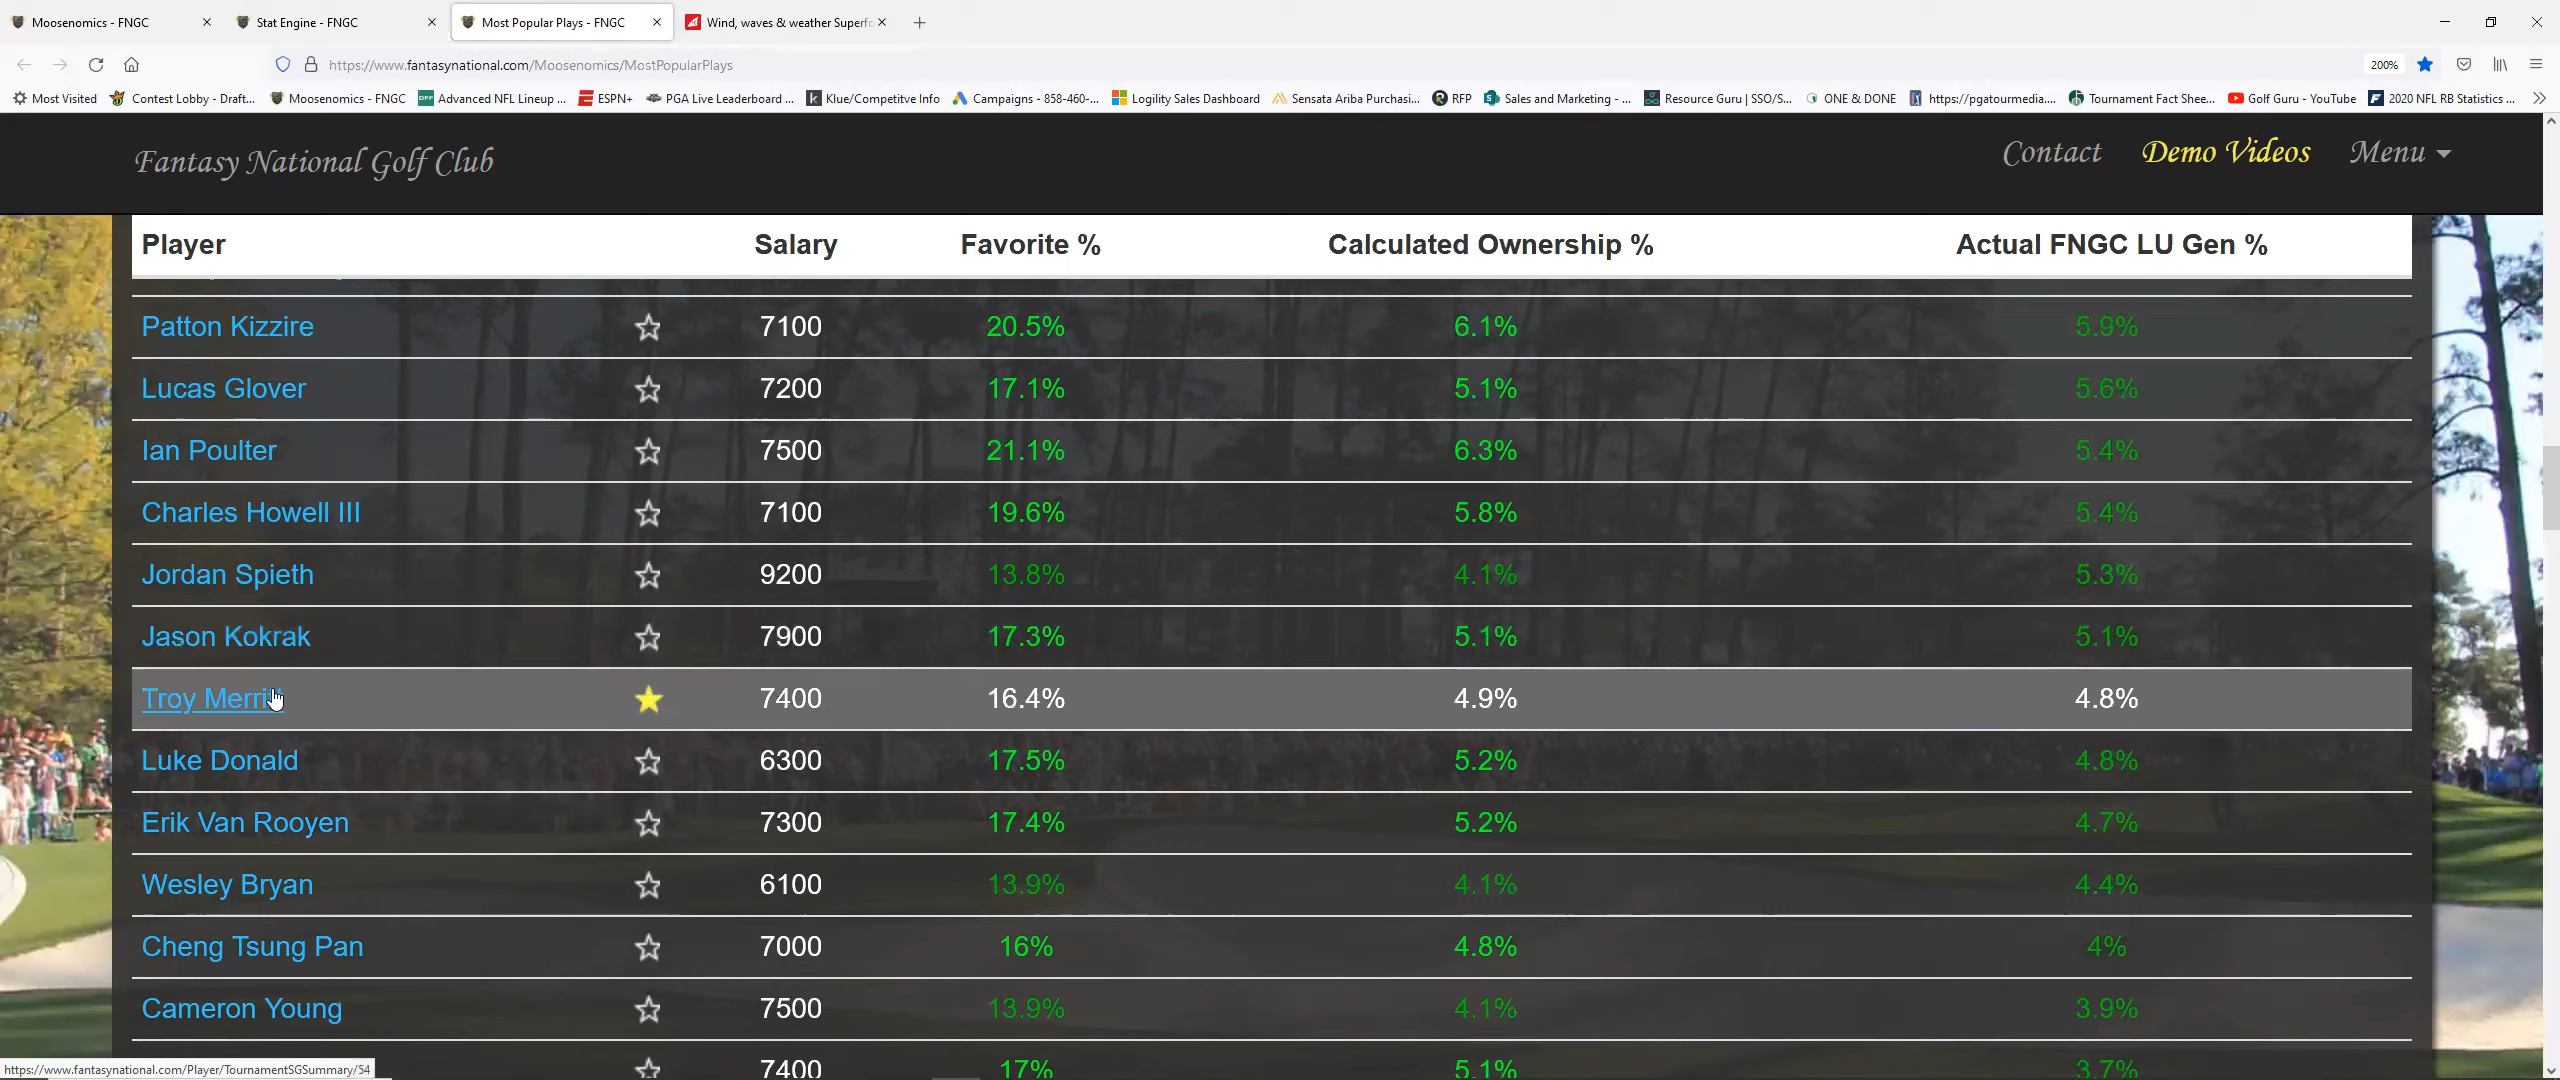 Moosenomics - FNGC
Stat Engine - FNGC
Most Popular Plays - FNGC
Wind, waves & weather Superfo
https://www.fantasynational.com/Moosenomics/MostPopularPlays
200%
Most Visited
Contest Lobby - Draft...
Moosenomics - FNGC
Advanced NFL Lineup ...
ESPN+
PGA Live Leaderboard ...
Klue/Competitve Info
Campaigns - 858-460-...
Logility Sales Dashboard
Sensata Ariba Purchasi...
RFP
Sales and Marketing - ...
Resource Guru | SSO/S...
ONE & DONE
https://pgatourmedia....
Tournament Fact Shee...
Golf Guru - YouTube
2020 NFL RB Statistics ...
Fantasy National Golf Club
Contact Demo Videos Menu
Player Salary Favorite % Calculated Ownership % Actual FNGC LU Gen %
Patton Kizzire 7100 20.5% 6.1% 5.9%
Lucas Glover 7200 17.1% 5.1% 5.6%
Ian Poulter 7500 21.1% 6.3% 5.4%
Charles Howell III 7100 19.6% 5.8% 5.4%
Jordan Spieth 9200 13.8% 4.1% 5.3%
Jason Kokrak 7900 17.3% 5.1% 5.1%
Troy Merritt 7400 16.4% 4.9% 4.8%
Luke Donald 6300 17.5% 5.2% 4.8%
Erik Van Rooyen 7300 17.4% 5.2% 4.7%
Wesley Bryan 6100 13.9% 4.1% 4.4%
Cheng Tsung Pan 7000 16% 4.8% 4%
Cameron Young 7500 13.9% 4.1% 3.9%
7400 17% 5.1% 3.7%
https://www.fantasynational.com/Player/TournamentSGSummary/54